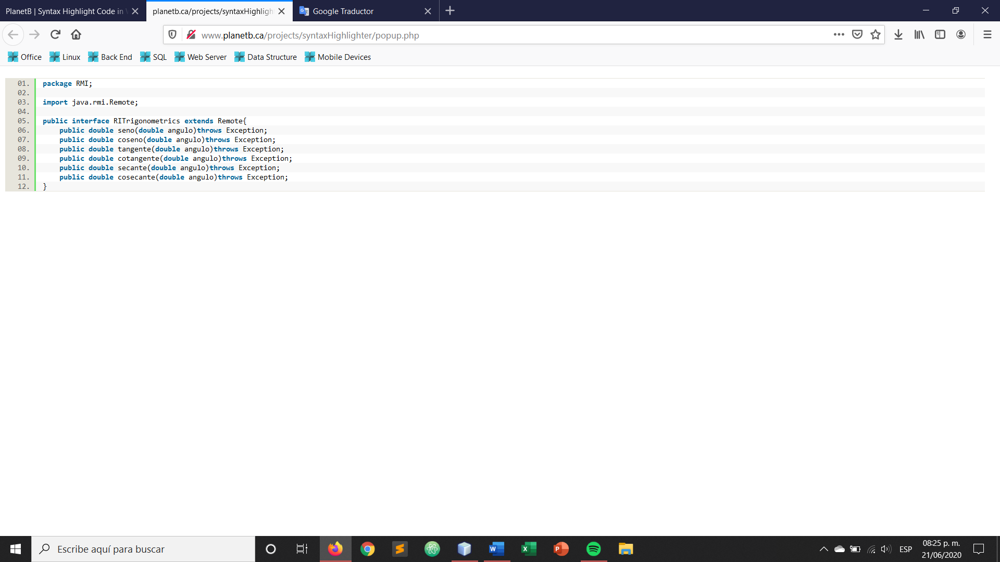 PlanetB | Syntax Highlight Code in
planetb.ca/projects/syntaxHighligh
Google Traductor
www.planetb.ca/projects/syntaxHighlighter/popup.php
Office Linux Back End SQL Web Server Data Structure Mobile Devices
01. package RMI;
02.
03. import java.rmi.Remote;
04.
05. public interface RITrigonometrics extends Remote{
06. public double seno(double angulo)throws Exception;
07. public double coseno(double angulo)throws Exception;
08. public double tangente(double angulo)throws Exception;
09. public double cotangente(double angulo)throws Exception;
10. public double secante(double angulo)throws Exception;
11. public double cosecante(double angulo)throws Exception;
12. }
Escribe aquí para buscar
ESP
08:25 p. m.
21/06/2020